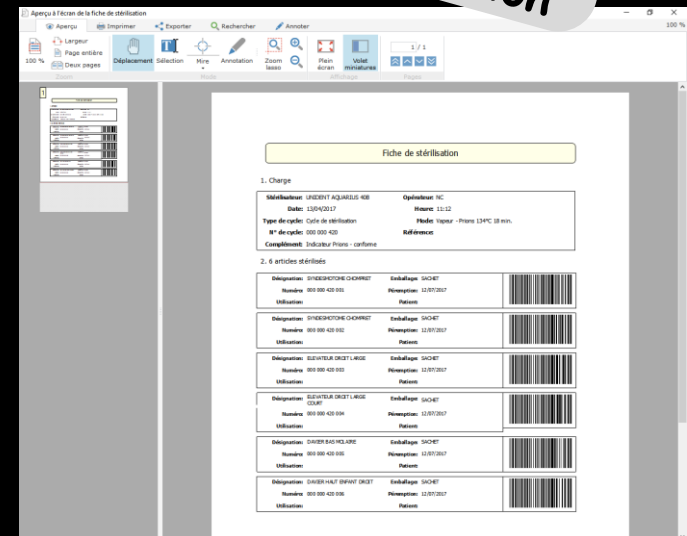 on
Aperçu à l'écran de la fiche de stérilisation
Aperçu Imprimer Exporter Rechercher Annoter
100 %
100 %
Largeur
Page entière
Deux pages
Déplacement Sélection Mire Annotation Zoom lasso Plein écran Volet miniatures
1 / 1
Zoom Mode Affichage Pages
1
Fiche de stérilisation
1. Charge
Stérilisateur: UNIDENT AQUARIUS 40B Opérateur: NC
Date: 13/04/2017 Heure: 11:12
Type de cycle: Cycle de stérilisation Mode: Vapeur - Prions 134°C 18 min.
N° de cycle: 000 000 420 Référence:
Complément: Indicateur Prions - conforme
2. 6 articles stérilisés
Désignation: SYNDESMOTOME CHOMPRET Emballage: SACHET
Numéro: 000 000 420 001 Péremption: 12/07/2017
Utilisation: Patient:
Désignation: SYNDESMOTOME CHOMPRET Emballage: SACHET
Numéro: 000 000 420 002 Péremption: 12/07/2017
Utilisation: Patient:
Désignation: ELEVATEUR DROIT LARGE Emballage: SACHET
Numéro: 000 000 420 003 Péremption: 12/07/2017
Utilisation: Patient:
Désignation: ELEVATEUR DROIT LARGE COURT Emballage: SACHET
Numéro: 000 000 420 004 Péremption: 12/07/2017
Utilisation: Patient:
Désignation: DAVIER BAS MOLAIRE Emballage: SACHET
Numéro: 000 000 420 005 Péremption: 12/07/2017
Utilisation: Patient:
Désignation: DAVIER HAUT ENFANT DROIT Emballage: SACHET
Numéro: 000 000 420 006 Péremption: 12/07/2017
Utilisation: Patient: